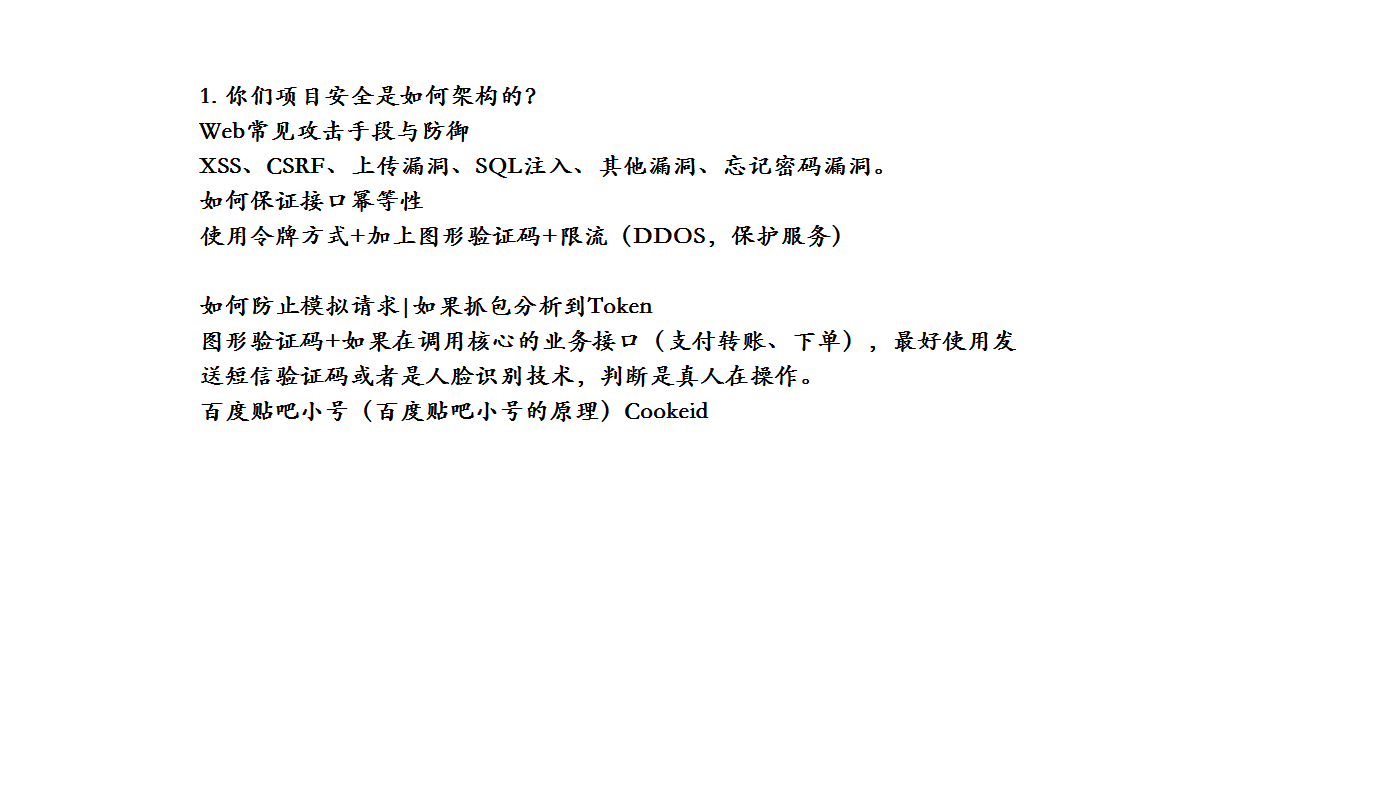 1. 你们项目安全是如何架构的？
Web常见攻击手段与防御
XSS、CSRF、上传漏洞、SQL注入、其他漏洞、忘记密码漏洞。
如何保证接口幂等性
使用令牌方式+加上图形验证码+限流（DDOS，保护服务）
如何防止模拟请求|如果抓包分析到Token
图形验证码+如果在调用核心的业务接口（支付转账、下单），最好使用发
送短信验证码或者是人脸识别技术，判断是真人在操作。
百度贴吧小号（百度贴吧小号的原理）Cookeid